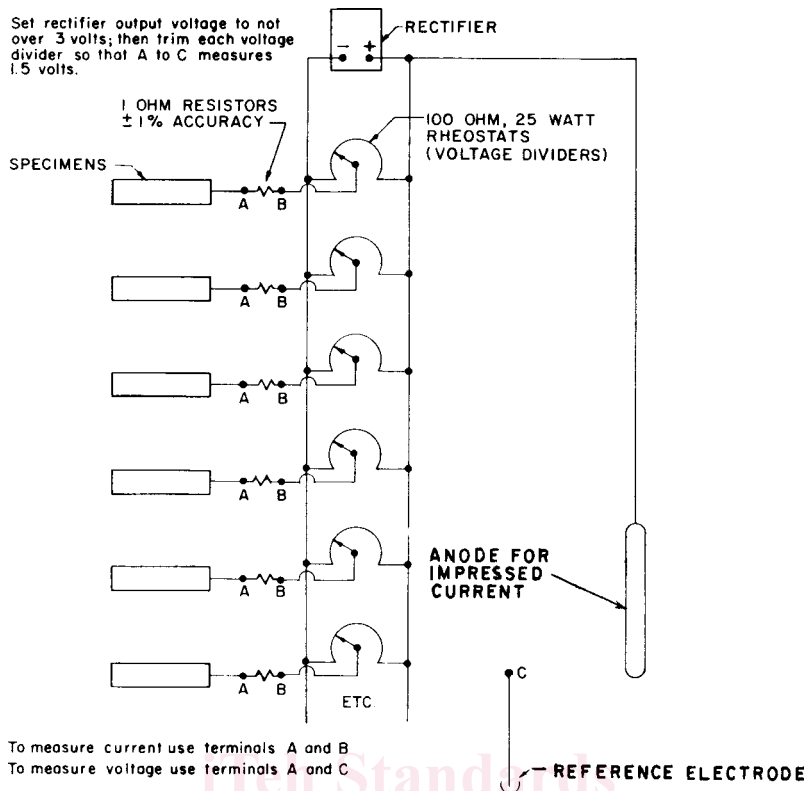 Set rectifier output voltage to not
over 3 volts; then trim each voltage
divider so that A to C measures
1.5 volts.
- +
RECTIFIER
1 OHM RESISTORS
± 1% ACCURACY
100 OHM, 25 WATT
RHEOSTATS
(VOLTAGE DIVIDERS)
SPECIMENS
A B
A B
A B
A B
A B
A B
ANODE FOR
IMPRESSED
CURRENT
C
ETC.
To measure current use terminals A and B
To measure voltage use terminals A and C
iTeh Standards
REFERENCE ELECTRODE